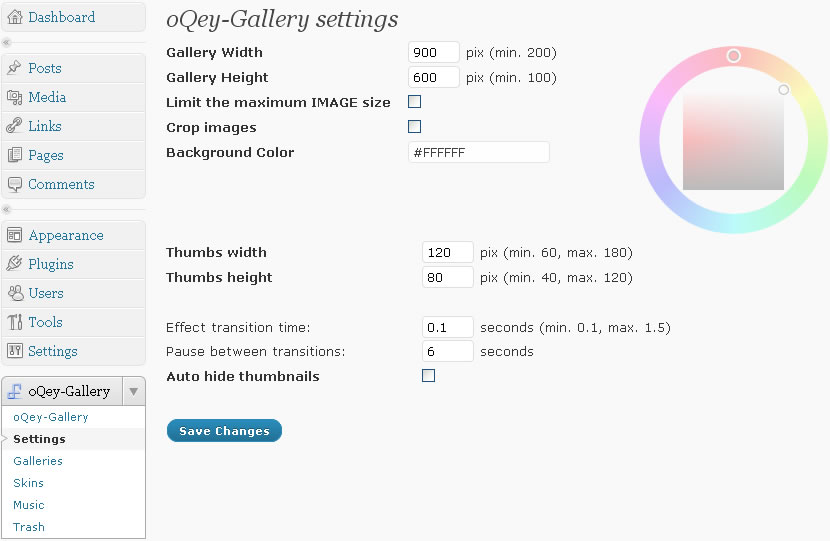 Dashboard
Posts
Media
Links
Pages
Comments
Appearance
Plugins
Users
Tools
Settings
oQey-Gallery
oQey-Gallery
Settings
Galleries
Skins
Music
Trash
oQey-Gallery settings
Gallery Width 900 pix (min. 200)
Gallery Height 600 pix (min. 100)
Limit the maximum IMAGE size
Crop images
Background Color #FFFFFF
Thumbs width 120 pix (min. 60, max. 180)
Thumbs height 80 pix (min. 40, max. 120)
Effect transition time: 0.1 seconds (min. 0.1, max. 1.5)
Pause between transitions: 6 seconds
Auto hide thumbnails
Save Changes